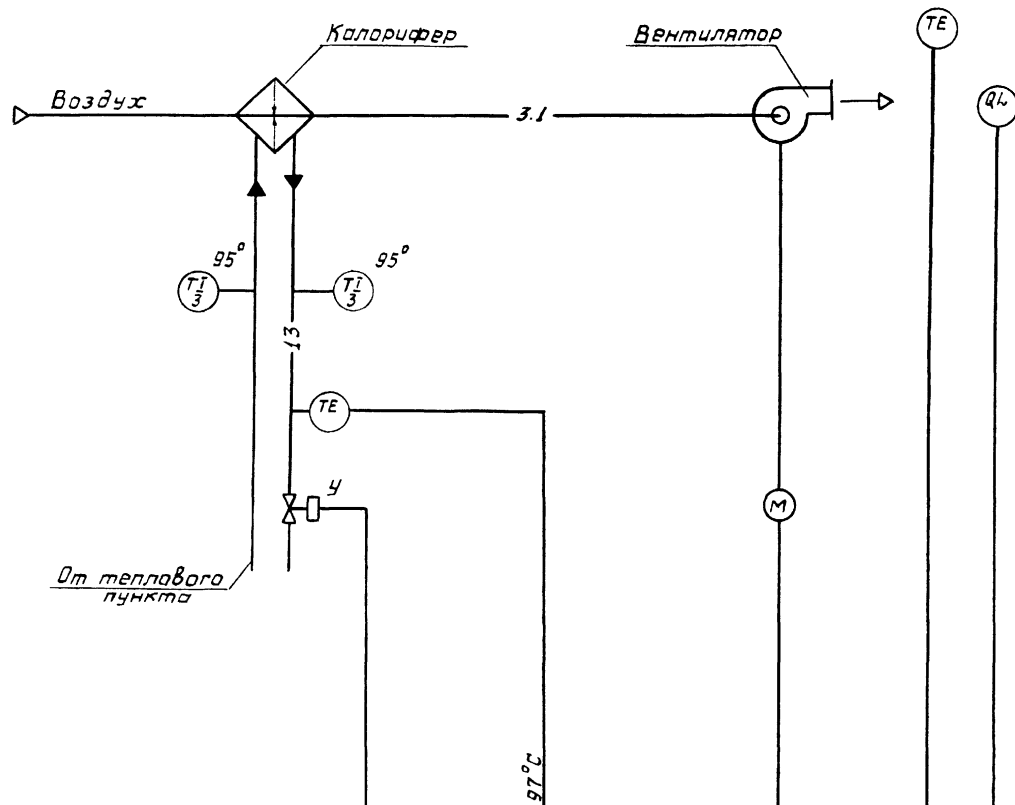 Калорифер
Вентилятор
TE
Воздух
3.1
QL
95°
95°
TI
3
TI
3
13
TE
У
M
От теплового
пункта
97°C